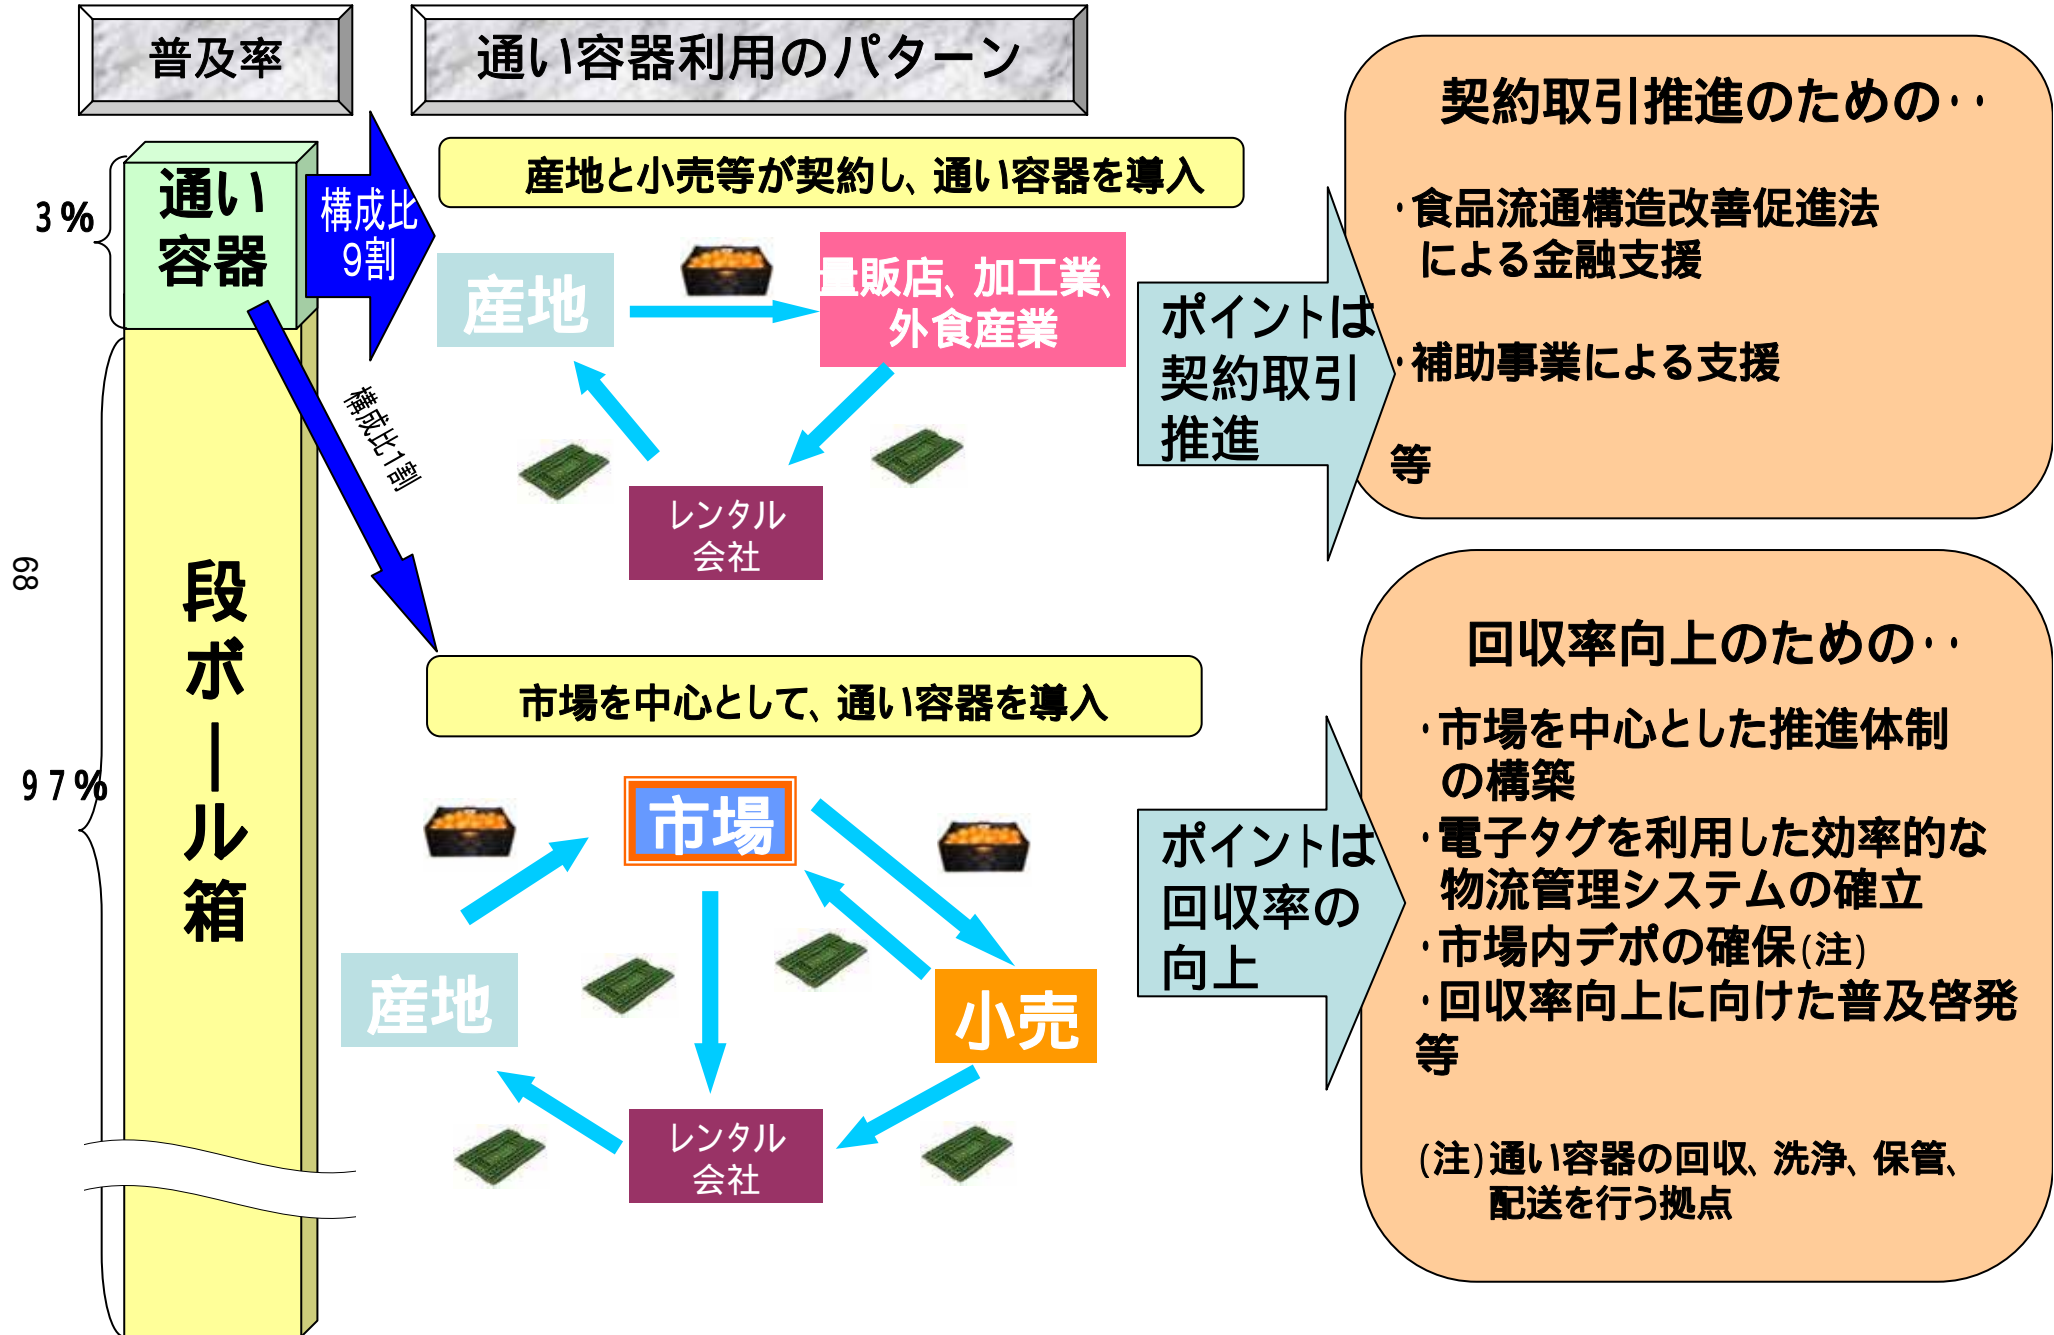 普及率
通い容器利用のパターン
3%
通い
容器
構成比
9割
構成比1割
97%
段ボール箱
89
産地と小売等が契約し、通い容器を導入
産地
量販店、加工業、
外食産業
レンタル
会社
ポイントは
契約取引
推進
契約取引推進のための・・
・食品流通構造改善促進法
による金融支援
・補助事業による支援
等
市場を中心として、通い容器を導入
市場
産地
小売
レンタル
会社
ポイントは
回収率の
向上
回収率向上のための・・
・市場を中心とした推進体制
の構築
・電子タグを利用した効率的な
物流管理システムの確立
・市場内デポの確保(注)
・回収率向上に向けた普及啓発
等
(注)通い容器の回収、洗浄、保管、
配送を行う拠点